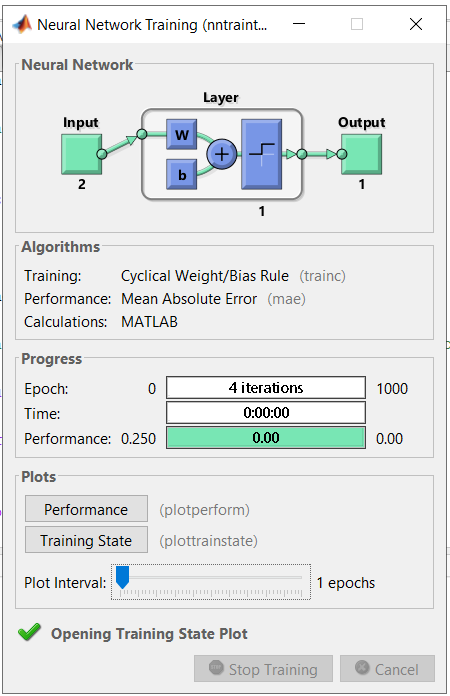 Neural Network Training (nntraint...
Neural Network
Layer
Input
Output
W
b
+
2
1
1
Algorithms
Training: Cyclical Weight/Bias Rule (trainc)
Performance: Mean Absolute Error (mae)
Calculations: MATLAB
Progress
Epoch: 0 4 iterations 1000
Time: 0:00:00
Performance: 0.250 0.00 0.00
Plots
Performance (plotperform)
Training State (plottrainstate)
Plot Interval: 1 epochs
Opening Training State Plot
Stop Training Cancel